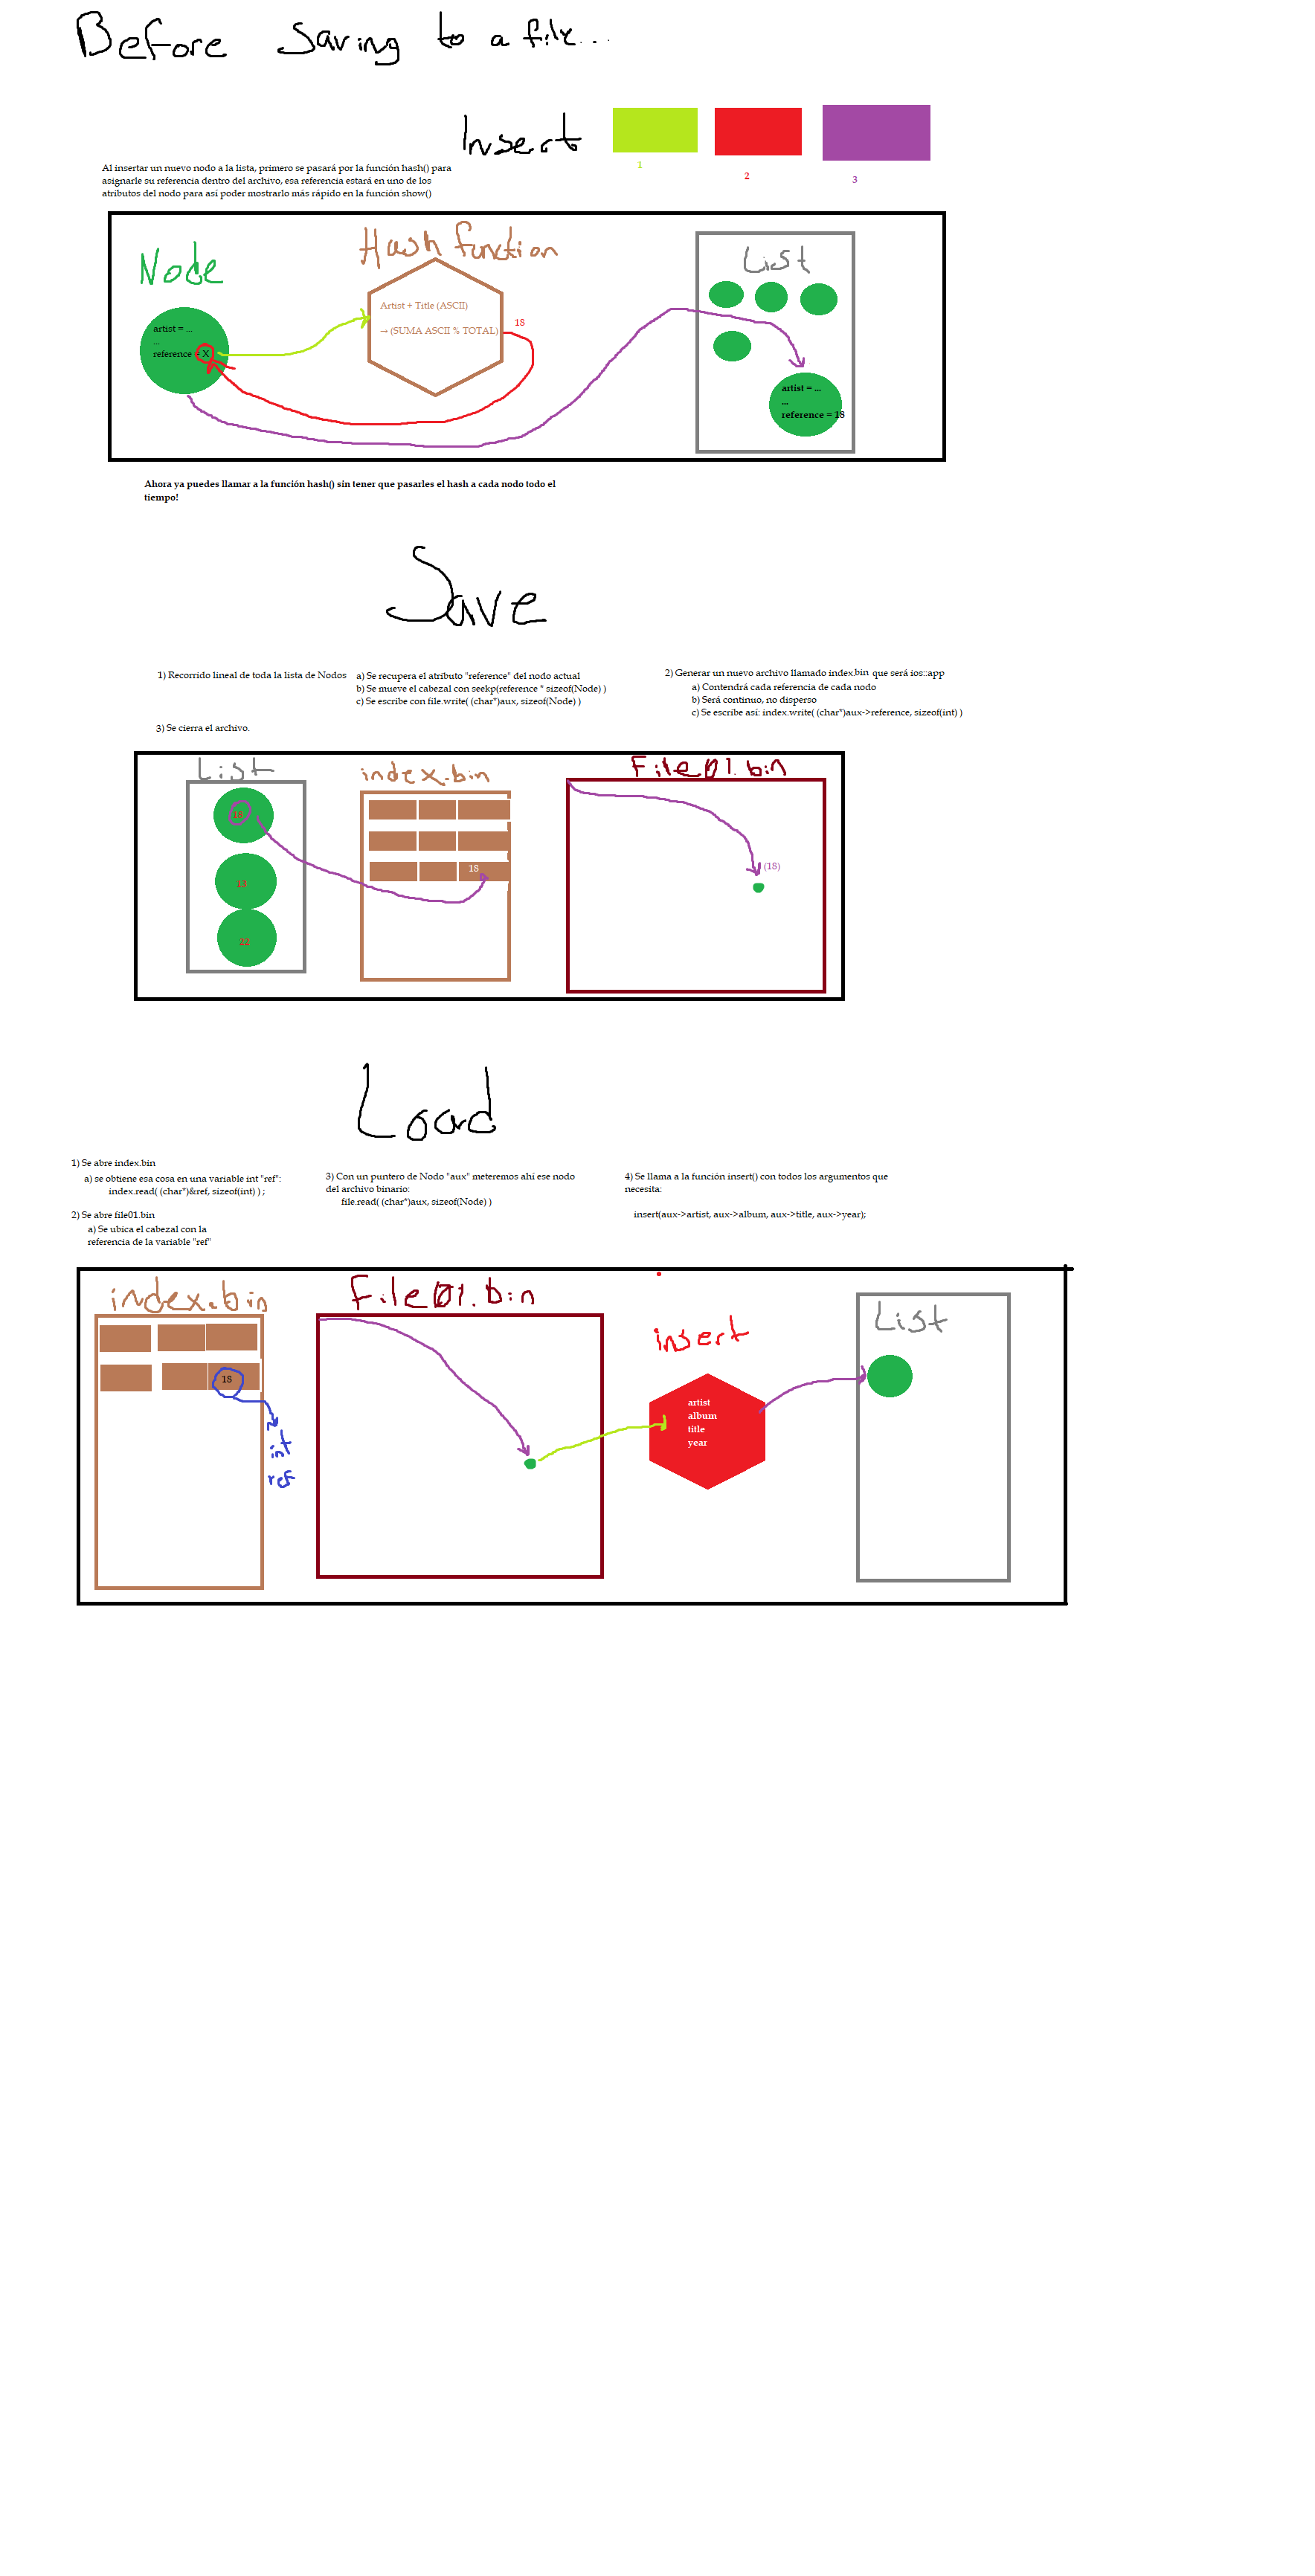 Before saving to a file...
Insert
1
2
3
Al insertar un nuevo nodo a la lista, primero se pasará por la función hash() para
asignarle su referencia dentro del archivo, esa referencia estará en uno de los
atributos del nodo para así poder mostrarlo más rápido en la función show()
Node
artist = ...
...
reference = X
Hash function
Artist + Title (ASCII)
→ (SUMA ASCII % TOTAL)
18
List
artist = ...
...
reference = 18
Ahora ya puedes llamar a la función hash() sin tener que pasarles el hash a cada nodo todo el
tiempo!
Save
1) Recorrido lineal de toda la lista de Nodos
a) Se recupera el atributo "reference" del nodo actual
b) Se mueve el cabezal con seekp(reference * sizeof(Node) )
c) Se escribe con file.write( (char*)aux, sizeof(Node) )
2) Generar un nuevo archivo llamado index.bin que será ios::app
a) Contendrá cada referencia de cada nodo
b) Será continuo, no disperso
c) Se escribe así: index.write( (char*)aux->reference, sizeof(int) )
3) Se cierra el archivo.
List
13
22
index.bin
18
File01.bin
(18)
Load
1) Se abre index.bin
a) se obtiene esa cosa en una variable int "ref":
index.read( (char*)&ref, sizeof(int) ) ;
2) Se abre file01.bin
a) Se ubica el cabezal con la
referencia de la variable "ref"
3) Con un puntero de Nodo "aux" meteremos ahí ese nodo
del archivo binario:
file.read( (char*)aux, sizeof(Node) )
4) Se llama a la función insert() con todos los argumentos que
necesita:
insert(aux->artist, aux->album, aux->title, aux->year);
index.bin
18
int
ref
File01.bin
insert
artist
album
title
year
List